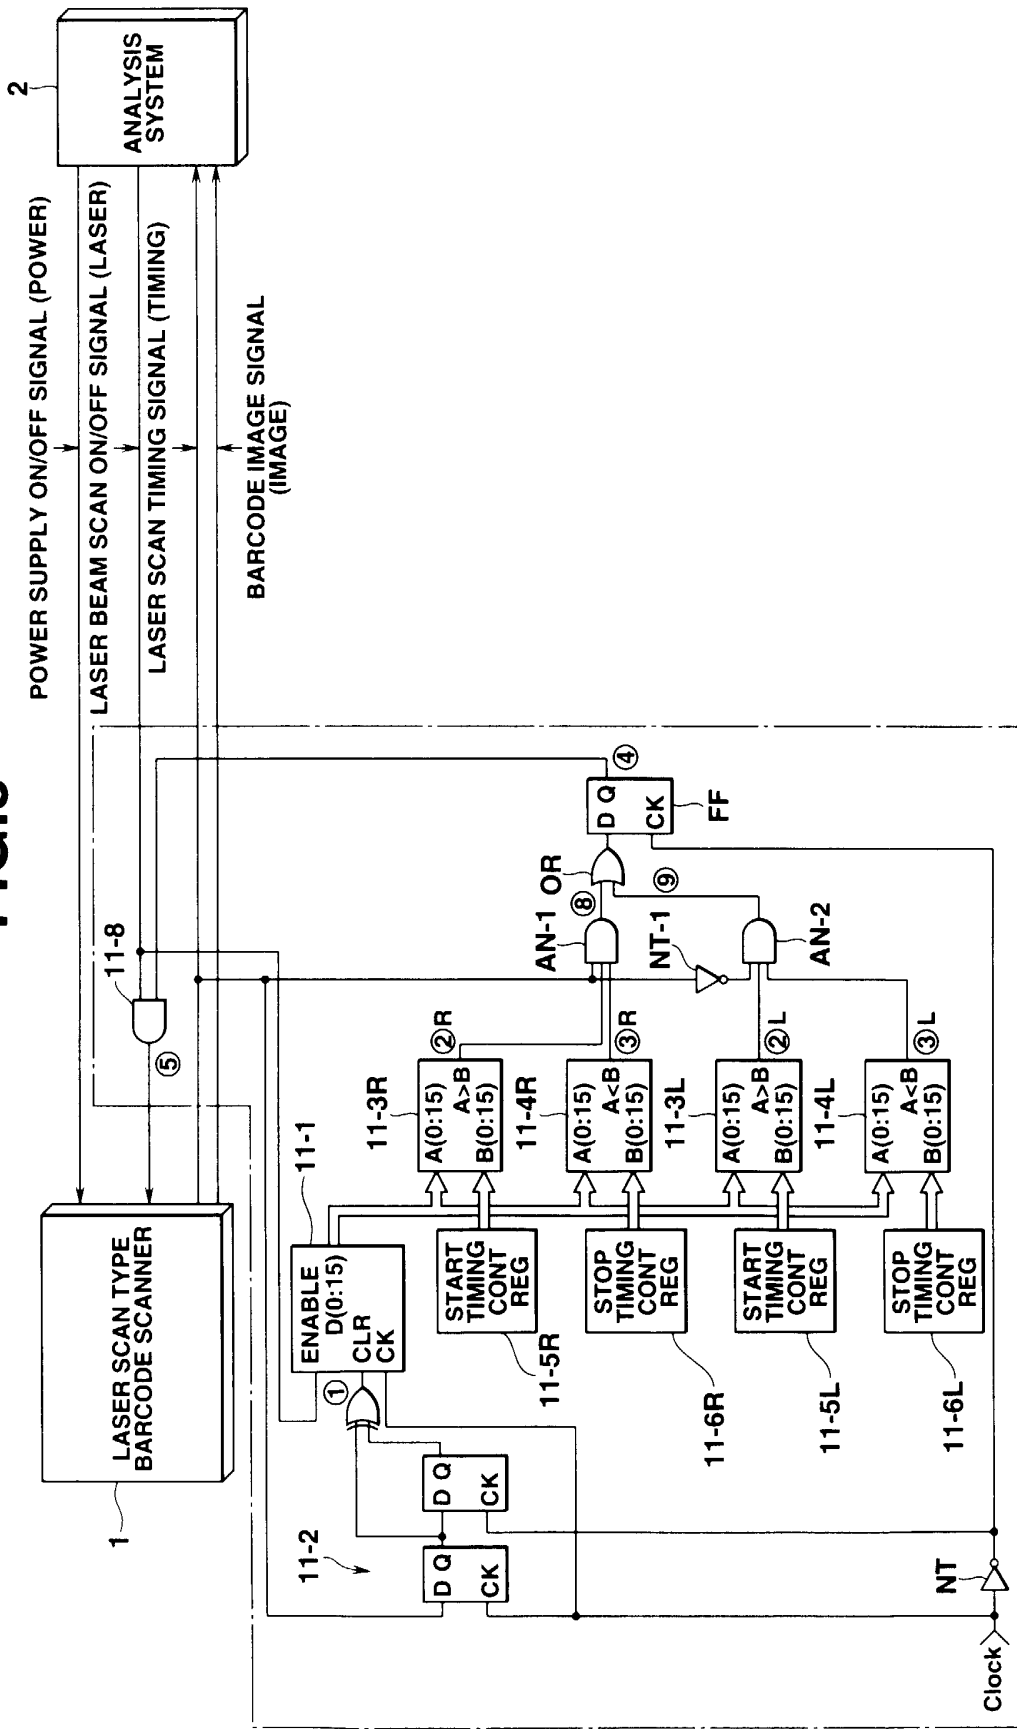 2
ANALYSIS
SYSTEM
POWER SUPPLY ON/OFF SIGNAL (POWER)
LASER BEAM SCAN ON/OFF SIGNAL (LASER)
LASER SCAN TIMING SIGNAL (TIMING)
BARCODE IMAGE SIGNAL
(IMAGE)
1
LASER SCAN TYPE
BARCODE SCANNER
11-8
⑤
11-2
D Q
CK
D Q
CK
①
11-1
ENABLE
D(0:15)
CLR
CK
START
TIMING
CONT
REG
11-5R
STOP
TIMING
CONT
REG
11-6R
START
TIMING
CONT
REG
11-5L
STOP
TIMING
CONT
REG
11-6L
11-3R
A(0:15)
A>B
B(0:15)
②R
11-4R
A(0:15)
A<B
B(0:15)
③R
11-3L
A(0:15)
A>B
B(0:15)
②L
11-4L
A(0:15)
A<B
B(0:15)
③L
AN-1
⑧
OR
NT-1
⑨
AN-2
D Q
CK
④
FF
Clock
NT